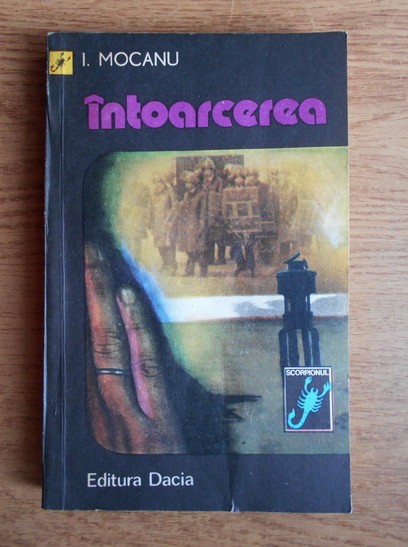 I. MOCANU
întoarcerea
SCORPIONUL
Editura Dacia